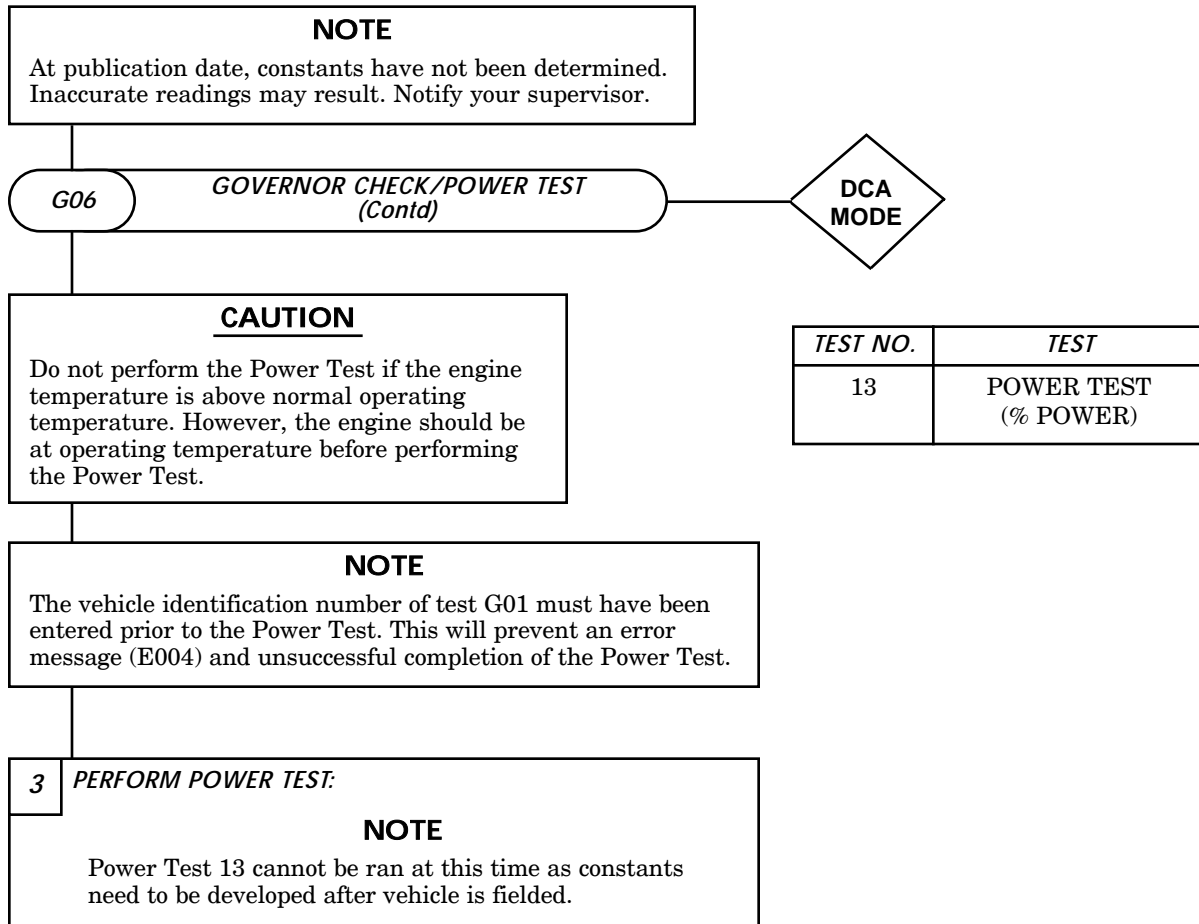 NOTE
At publication date, constants have not been determined.
Inaccurate readings may result. Notify your supervisor.
G06
GOVERNOR CHECK/POWER TEST
(Contd)
DCA
MODE
CAUTION
Do not perform the Power Test if the engine
temperature is above normal operating
temperature. However, the engine should be
at operating temperature before performing
the Power Test.
TEST NO. TEST
13 POWER TEST
(% POWER)
NOTE
The vehicle identification number of test G01 must have been
entered prior to the Power Test. This will prevent an error
message (E004) and unsuccessful completion of the Power Test.
3 PERFORM POWER TEST:
NOTE
Power Test 13 cannot be ran at this time as constants
need to be developed after vehicle is fielded.